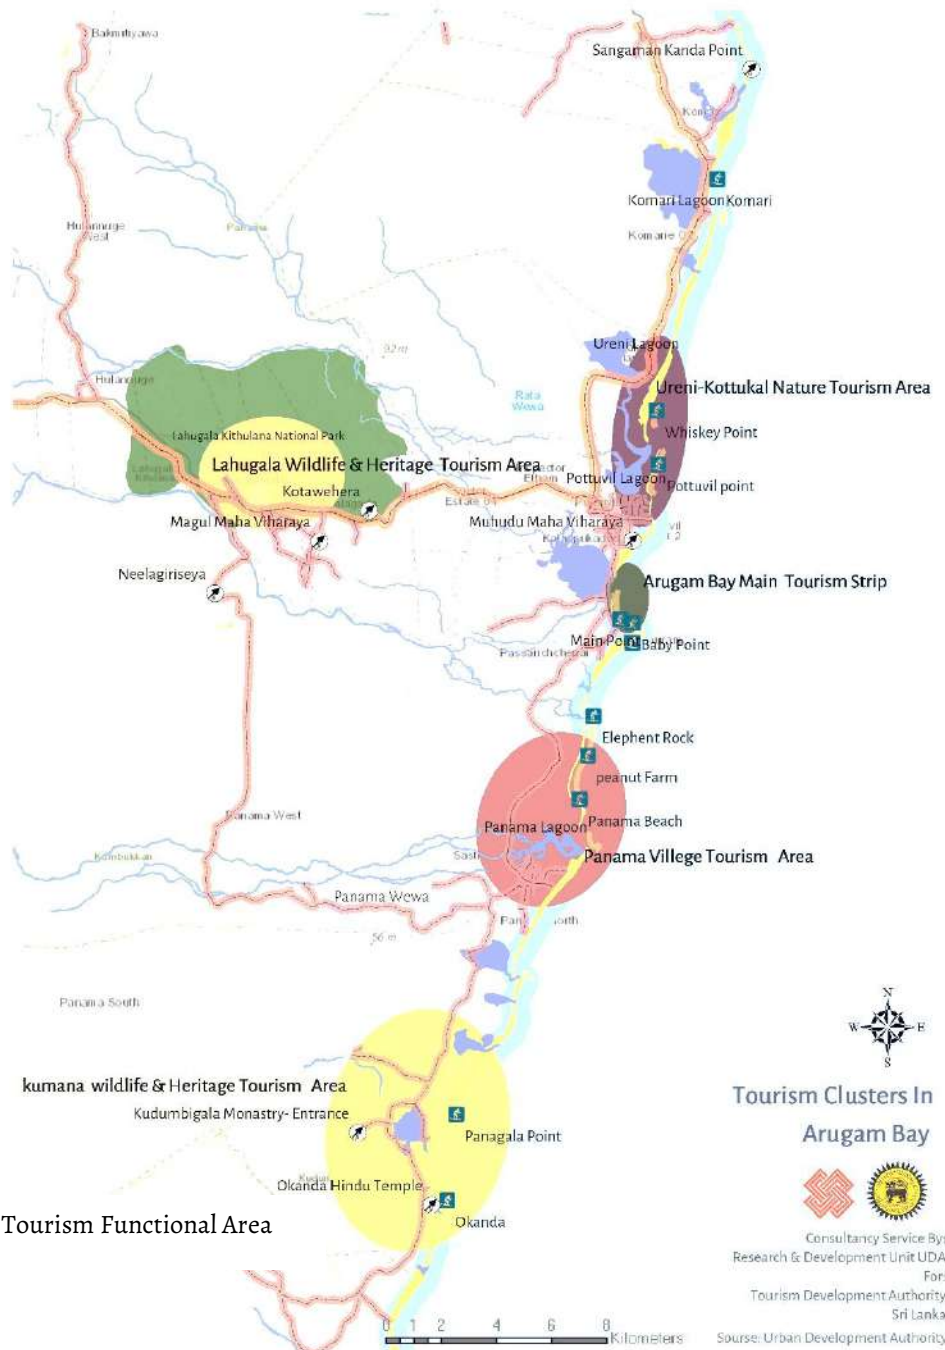 Bakmitiyawa
Sangaman Kanda Point
Komari Lagoon Komari
Komarie
Hulannuge
West
Ureni Lagoon
92 m
Hulannuge
Rata
Wewa
Ureni-Kottukal Nature Tourism Area
Whiskey Point
Lahugala Kithulana National Park
Lahugala Wildlife & Heritage Tourism Area
Pottuvil Lagoon
Pottuvil point
Kotawehera
Magul Maha Viharaya
Muhudu Maha Viharaya
Neelagiriseya
Arugam Bay Main Tourism Strip
Main Point
Baby Point
Elephent Rock
peanut Farm
Panama West
Panama Lagoon
Panama Beach
Kumbukkan
Panama Villege Tourism Area
Panama Wewa
56 m
Panama South
kumana wildlife & Heritage Tourism Area
Kudumbigala Monastry- Entrance
Panagala Point
Okanda Hindu Temple
Okanda
Tourism Functional Area
N
W E
S
Tourism Clusters In
Arugam Bay
Consultancy Service By:
Research & Development Unit UDA
For:
Tourism Development Authority
Sri Lanka
Sourse: Urban Development Authority
0 1 2 4 6 8
Kilometers